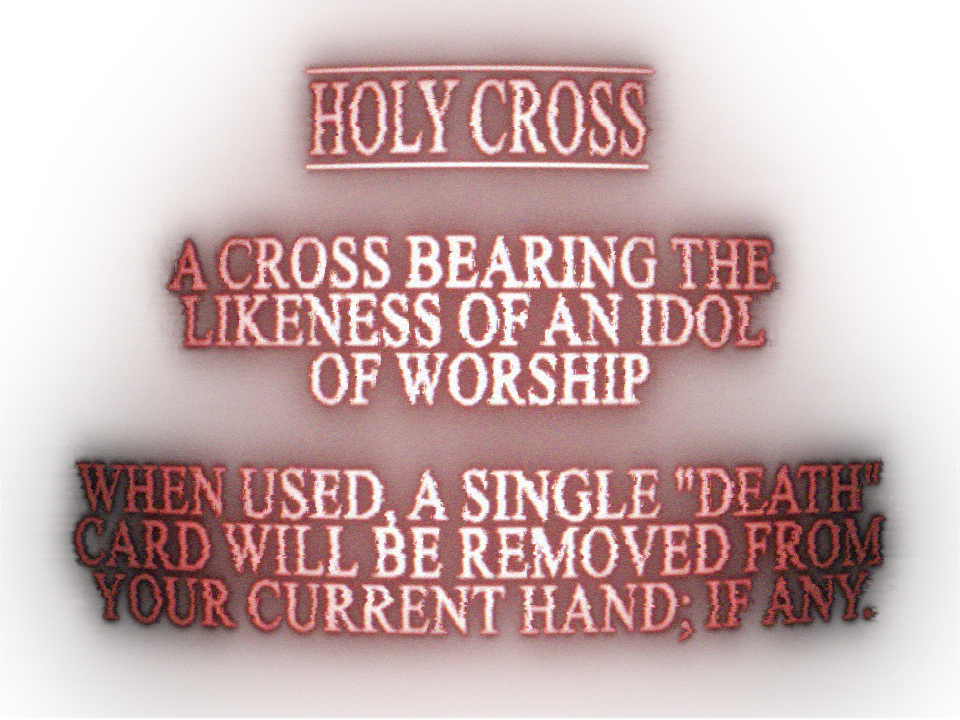 HOLY CROSS
A CROSS BEARING THE
LIKENESS OF AN IDOL
OF WORSHIP
WHEN USED, A SINGLE "DEATH"
CARD WILL BE REMOVED FROM
YOUR CURRENT HAND; IF ANY.